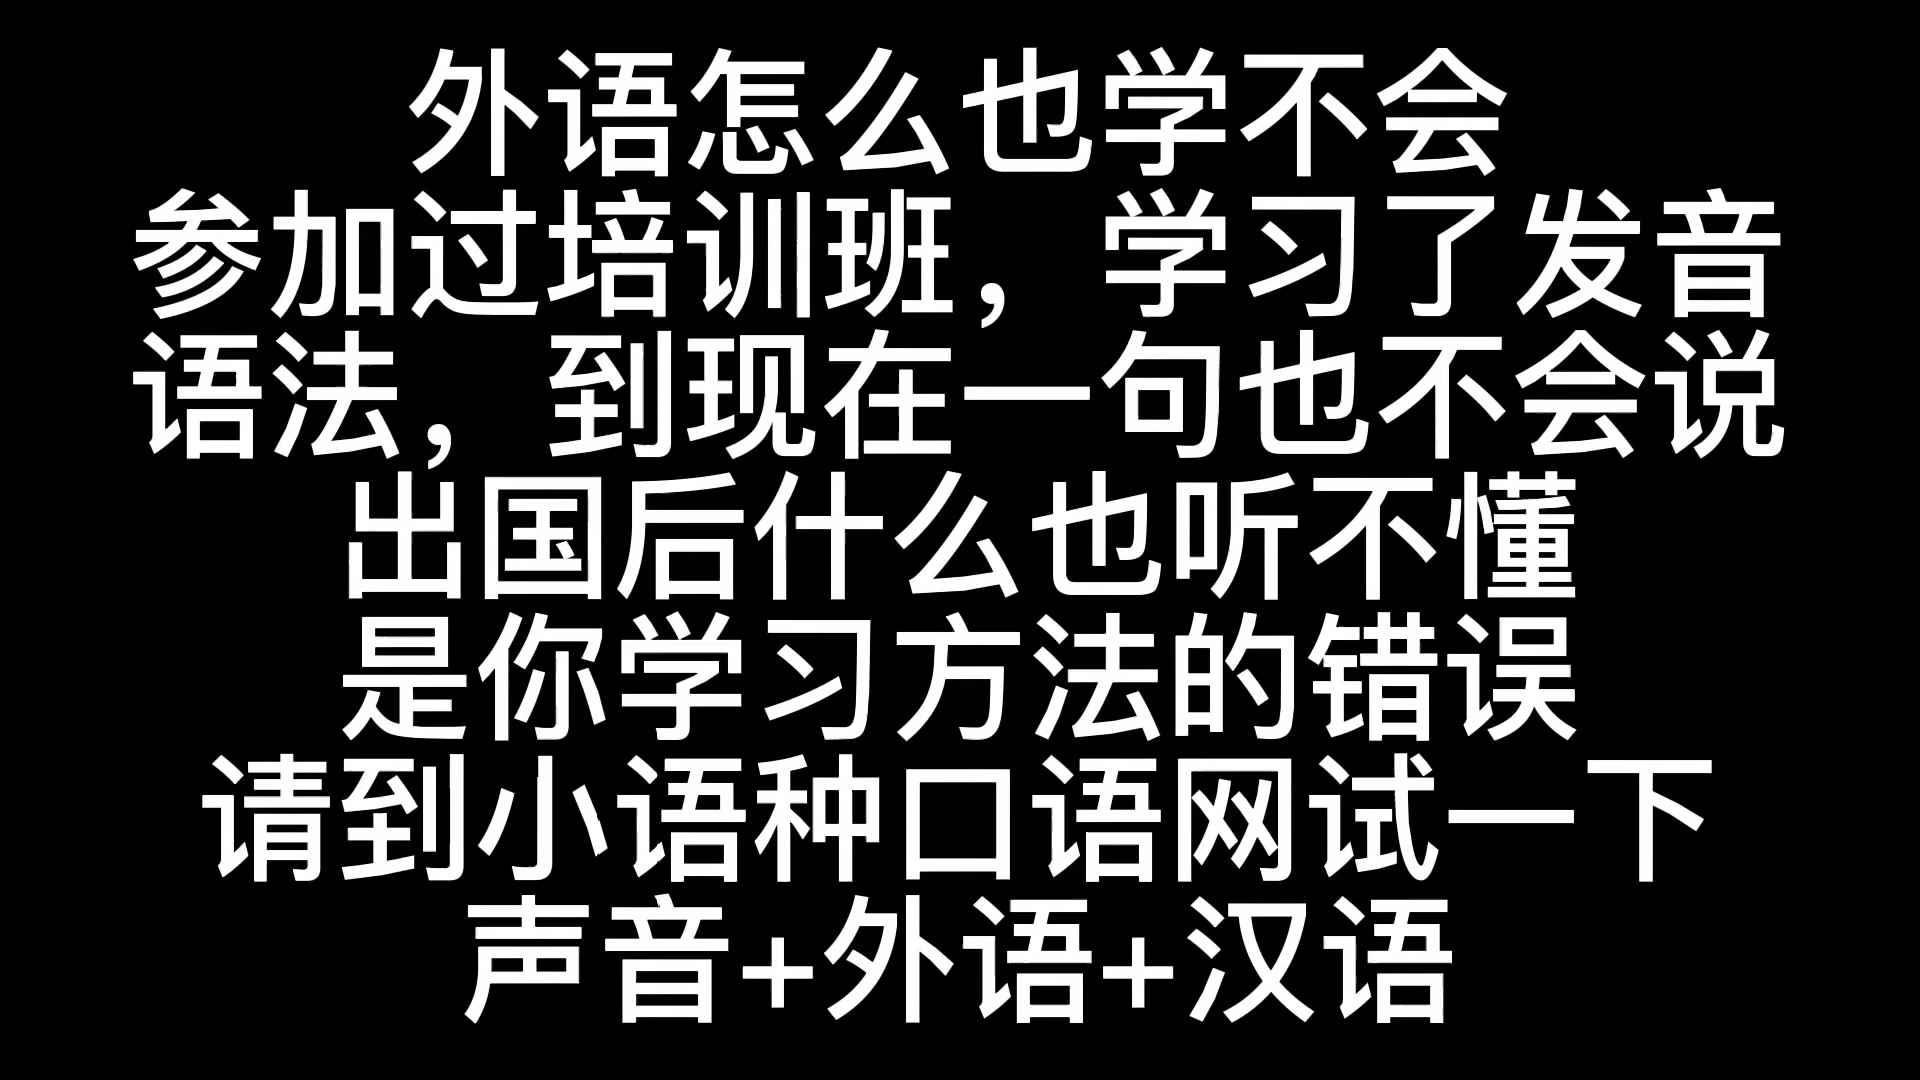 外语怎么也学不会
参加过培训班，学习了发音
语法，到现在一句也不会说
出国后什么也听不懂
是你学习方法的错误
请到小语种口语网试一下
声音+外语+汉语